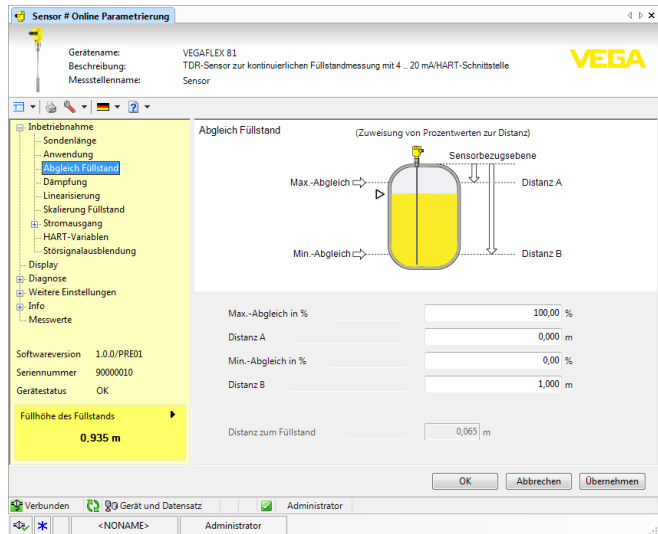 Sensor # Online Parametrierung
Gerätename: VEGAFLEX 81
Beschreibung: TDR-Sensor zur kontinuierlichen Füllstandmessung mit 4 .. 20 mA/HART-Schnittstelle
Messstellenname: Sensor
VEGA
Inbetriebnahme
Sondenlänge
Anwendung
Abgleich Füllstand
Dämpfung
Linearisierung
Skalierung Füllstand
Stromausgang
HART-Variablen
Störsignalausblendung
Display
Diagnose
Weitere Einstellungen
Info
Messwerte
Softwareversion 1.0.0/PRE01
Seriennummer 90000010
Gerätestatus OK
Füllhöhe des Füllstands
0,935 m
Abgleich Füllstand (Zuweisung von Prozentwerten zur Distanz)
Sensorbezugsebene
Max.-Abgleich Distanz A
Min.-Abgleich Distanz B
Max.-Abgleich in % 100,00 %
Distanz A 0,000 m
Min.-Abgleich in % 0,00 %
Distanz B 1,000 m
Distanz zum Füllstand 0,065 m
OK Abbrechen Übernehmen
Verbunden Gerät und Datensatz Administrator
<NONAME> Administrator